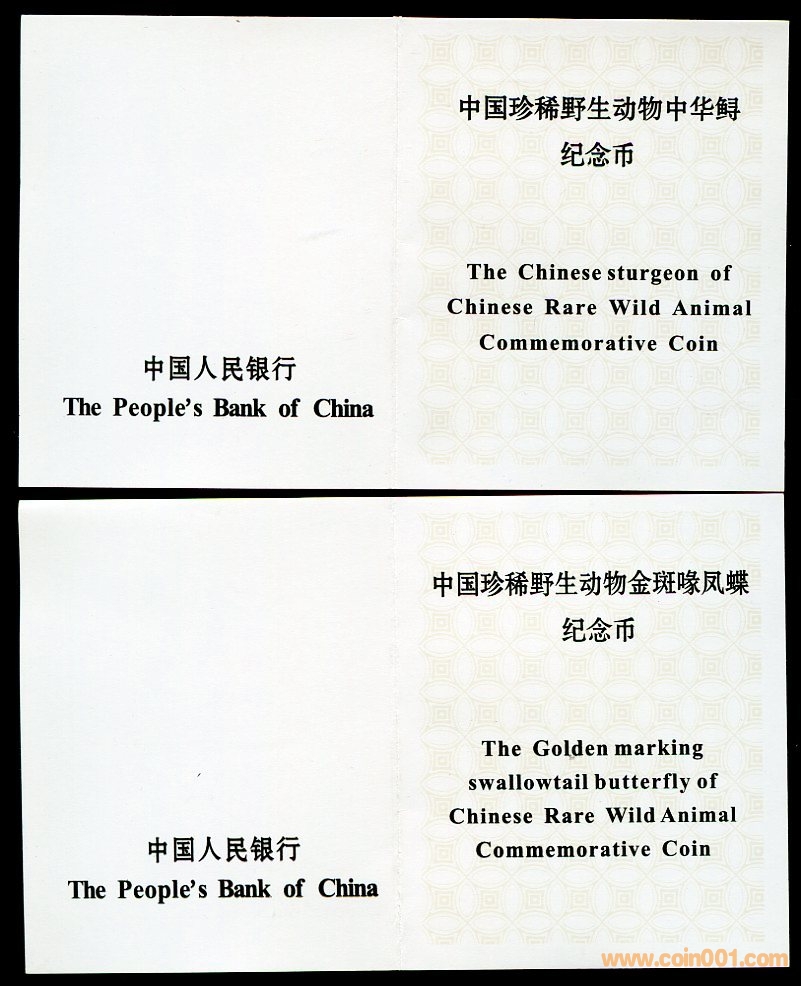 中国珍稀野生动物中华鲟
纪念币
The Chinese sturgeon of
Chinese Rare Wild Animal
Commemorative Coin
中国人民银行
The People's Bank of China
中国珍稀野生动物金斑喙凤蝶
纪念币
The Golden marking
swallowtail butterfly of
Chinese Rare Wild Animal
Commemorative Coin
中国人民银行
The People's Bank of China
www.coin001.com